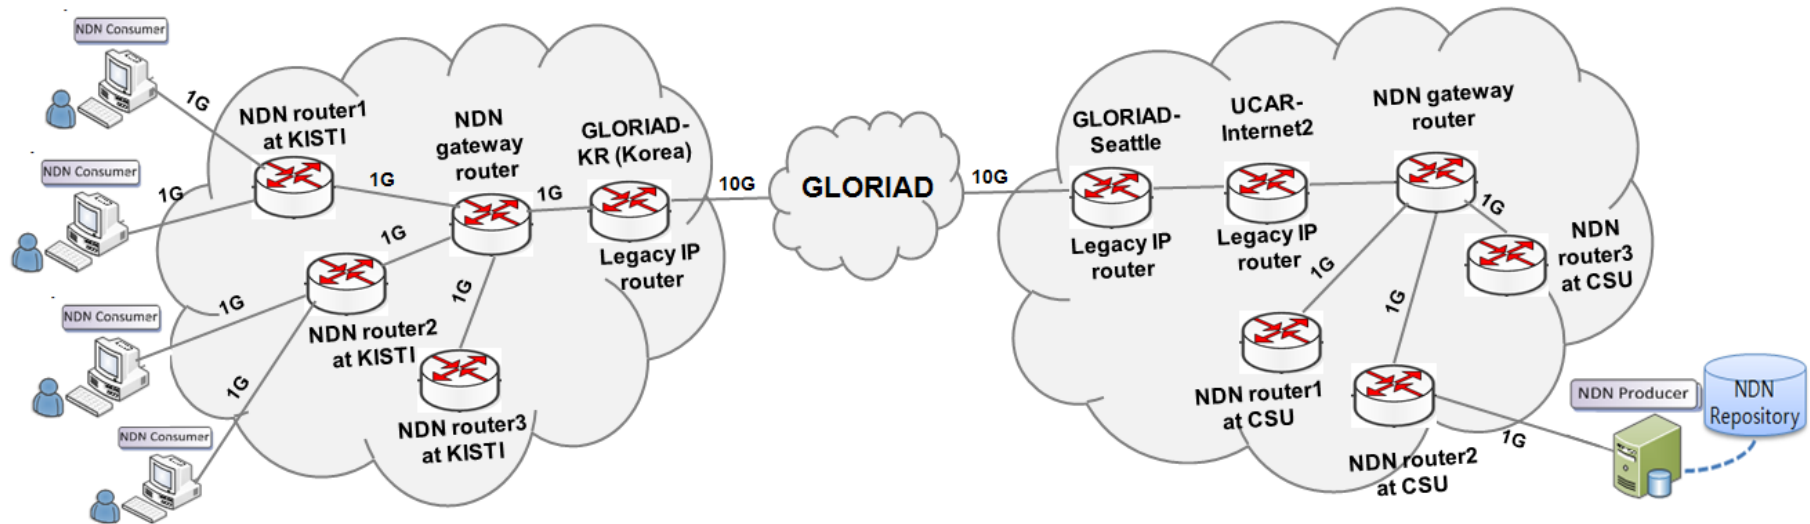 NDN Consumer
1G
NDN Consumer
1G
NDN Consumer
1G
NDN Consumer
1G
NDN router1
at KISTI
1G
NDN router2
at KISTI
1G
NDN router3
at KISTI
1G
NDN
gateway
router
1G
GLORIAD-
KR (Korea)
Legacy IP
router
10G
GLORIAD
10G
GLORIAD-
Seattle
Legacy IP
router
UCAR-
Internet2
Legacy IP
router
NDN gateway
router
1G
NDN
router3
at CSU
1G
1G
NDN router1
at CSU
NDN router2
at CSU
1G
NDN Producer
NDN
Repository